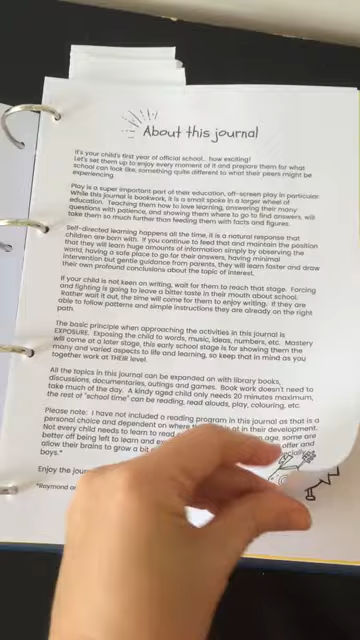 About this journal
It's your child's first year of official school... how exciting!
Let's set them up to enjoy every moment of it and prepare them for what
school can look like, something quite different to what their peers might be
experiencing.
Play is a super important part of their education, off-screen play in particular.
While this journal is bookwork, it is a small spoke in a larger wheel of
education. Teaching them how to love learning, answering their many
questions with patience, and showing them where to go to find answers, will
take them so much further than feeding them with facts and figures.
Self-directed learning happens all the time, it is a natural response that
children are born with. If you continue to feed that and maintain the position
that they will learn huge amounts of information simply by observing the
world, having a safe place to go for their answers, having minimal
intervention but gentle guidance from parents, they will learn faster and draw
their own profound conclusions about the topic of interest.
If your child is not keen on writing, wait for them to reach that stage. Forcing
and fighting is going to leave a bitter taste in their mouth about school.
Rather wait it out, the time will come for them to enjoy writing. If they are
able to follow patterns and simple instructions they are already on the right
path.
The basic principle when approaching the activities in this journal is
EXPOSURE. Exposing the child to words, music, ideas, numbers, etc. Mastery
will come at a later stage, this early school stage is for showing them the
many and varied aspects to life and learning, so keep that in mind as you
together work at THEIR level.
All the topics in this journal can be expanded on with library books,
discussions, documentaries, outings and games. Book work doesn't need to
take much of the day. A kindy aged child only needs 20 minutes maximum,
the rest of "school time" can be reading, read alouds, play, colouring, etc.
Please note: I have not included a reading program in this journal as that is a
personal choice and dependent on where the is at in their development.
Not every child needs to learn to read age, some are
better off being left to learn and offer and
allow their brains to grow a bit
boys.*
Enjoy the
*Raymond